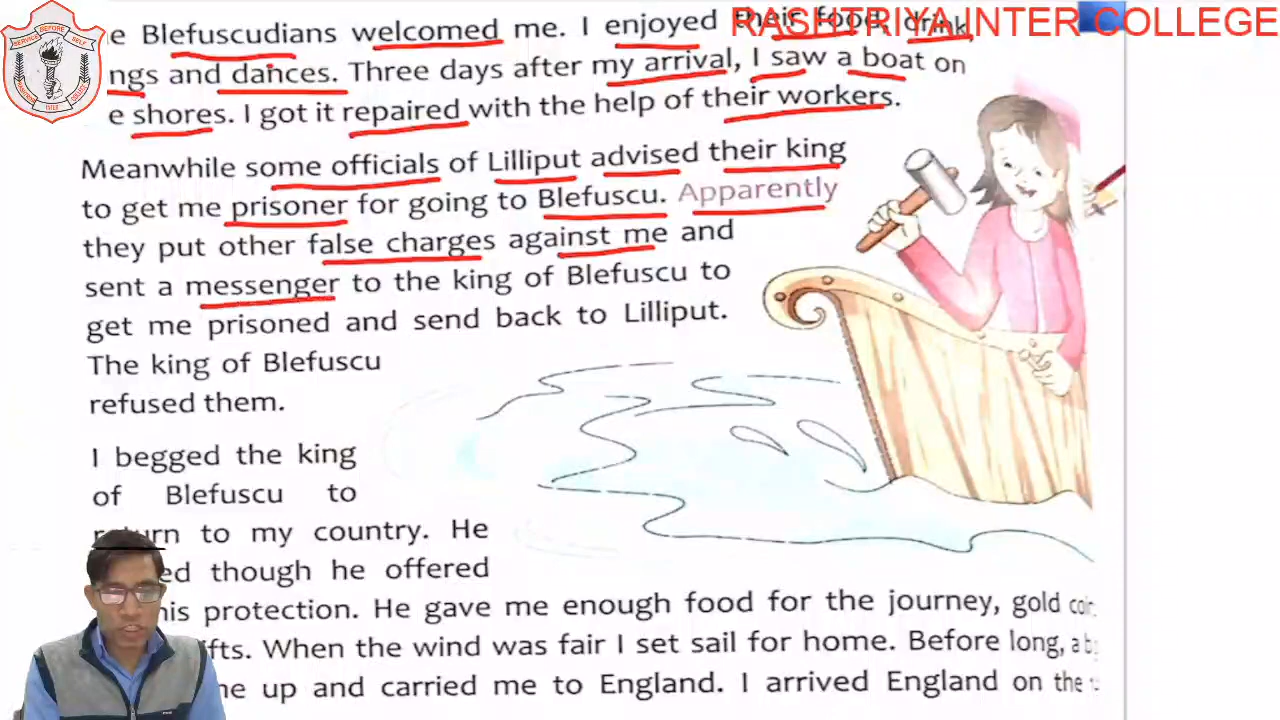 RASHTRIYA INTER COLLEGE
SERVICE BEFORE SELF
INTER
e Blefuscudians welcomed me. I enjoyed their food, drink,
ngs and dances. Three days after my arrival, I saw a boat on
e shores. I got it repaired with the help of their workers.
Meanwhile some officials of Lilliput advised their king
to get me prisoner for going to Blefuscu. Apparently
they put other false charges against me and
sent a messenger to the king of Blefuscu to
get me prisoned and send back to Lilliput.
The king of Blefuscu
refused them.
I begged the king
of Blefuscu to
return to my country. He
ed though he offered
his protection. He gave me enough food for the journey, gold
fts. When the wind was fair I set sail for home. Before long, a
me up and carried me to England. I arrived England on the